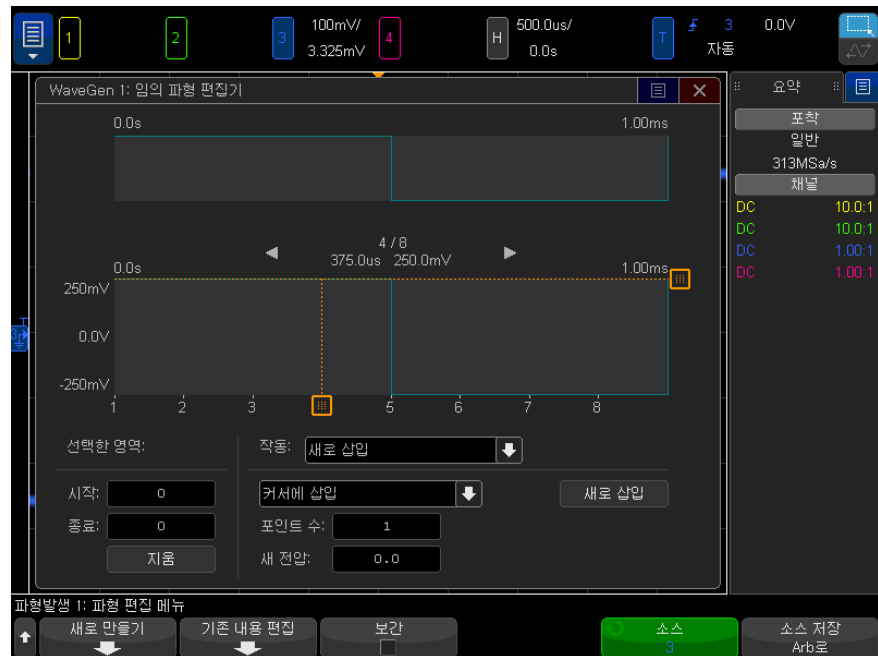 1 2 3 100mV/ 3.325mV 4 H 500.0us/ 0.0s T 3 0.0V 자동
WaveGen 1: 임의 파형 편집기
요약
0.0s 1.00ms
포착
일반
313MSa/s
채널
DC 10.0:1
DC 10.0:1
DC 1.00:1
DC 1.00:1
4 / 8
375.0us 250.0mV
0.0s 1.00ms
250mV
0.0V
-250mV
1 2 3 5 6 7 8
T
3
선택한 영역:
작동: 새로 삽입
시작: 0
커서에 삽입
새로 삽입
종료: 0
포인트 수: 1
지움
새 전압: 0.0
파형발생 1: 파형 편집 메뉴
새로 만들기
기존 내용 편집
보간
소스
3
소스 저장
Arb로